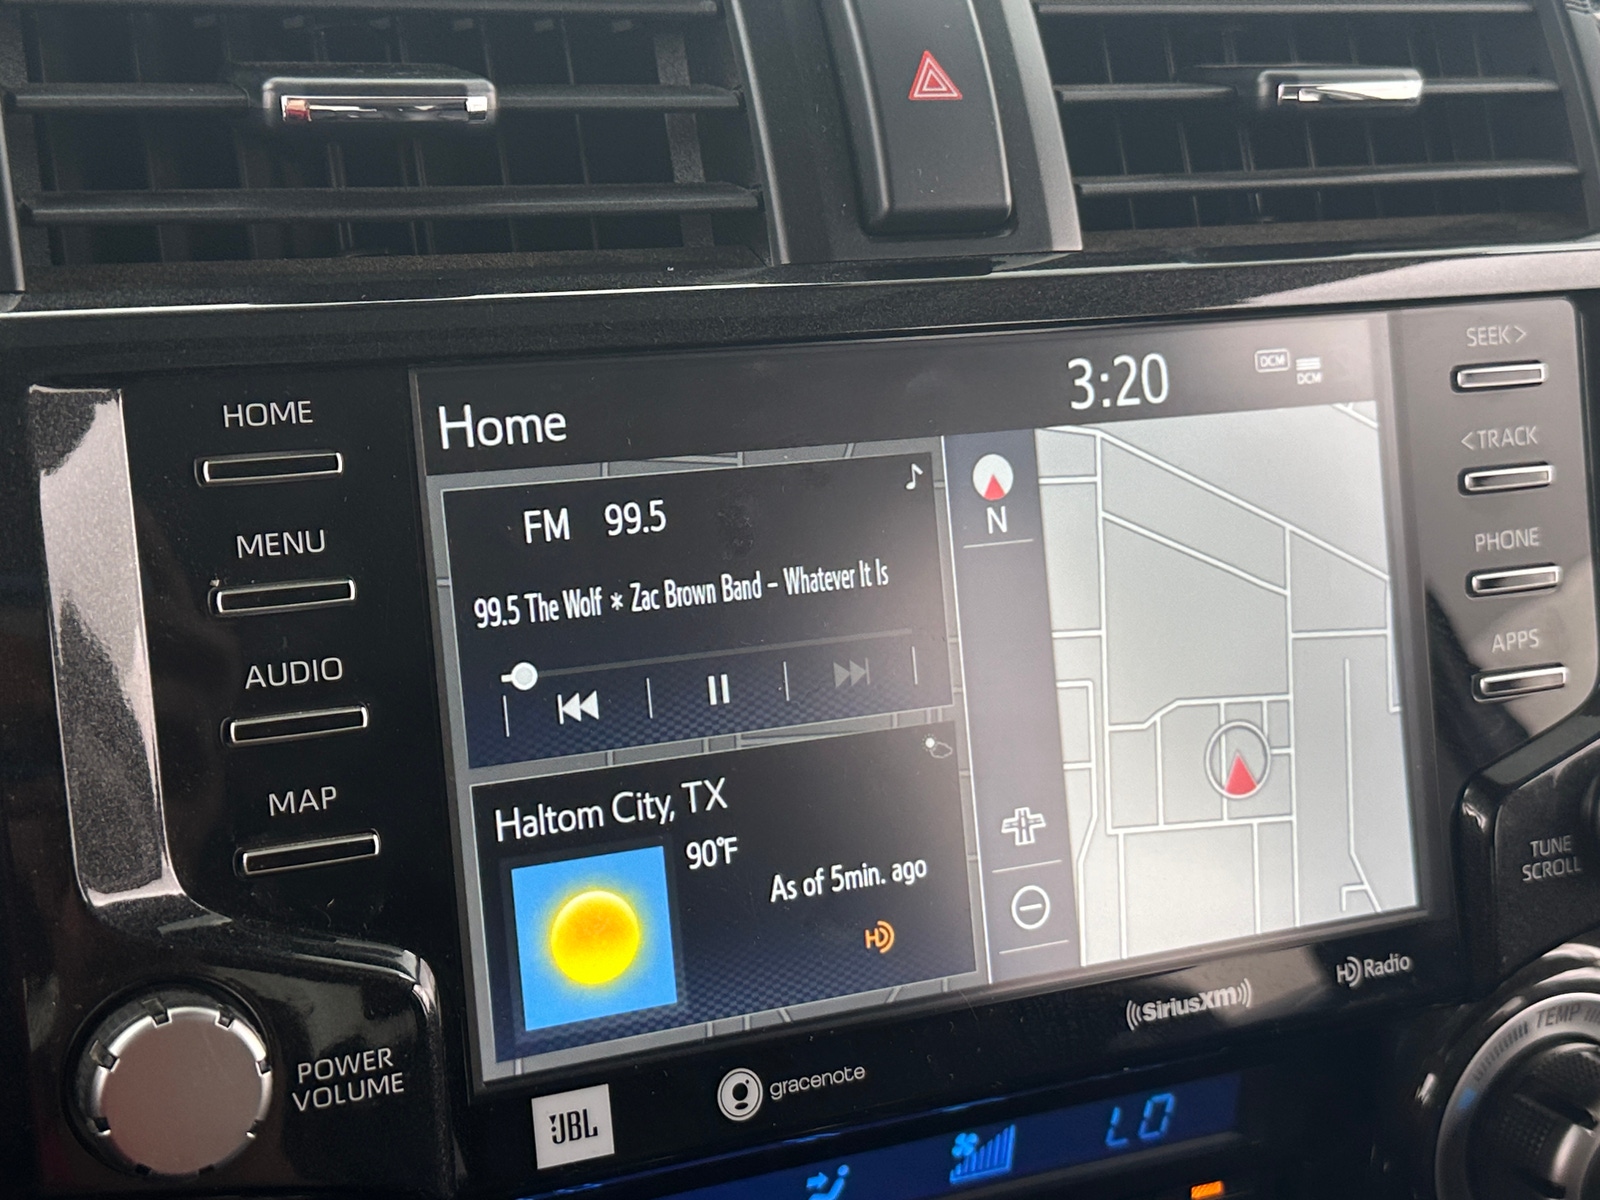 HOME
MENU
AUDIO
MAP
POWER
VOLUME
Home
3:20
DCM
DCM
FM 99.5
99.5 The Wolf * Zac Brown Band - Whatever It Is
N
Haltom City, TX
90°F
As of 5min. ago
HD
SEEK >
< TRACK
PHONE
APPS
TUNE
SCROLL
JBL
gracenote
((SiriusXM))
HD Radio
TEMP
LO